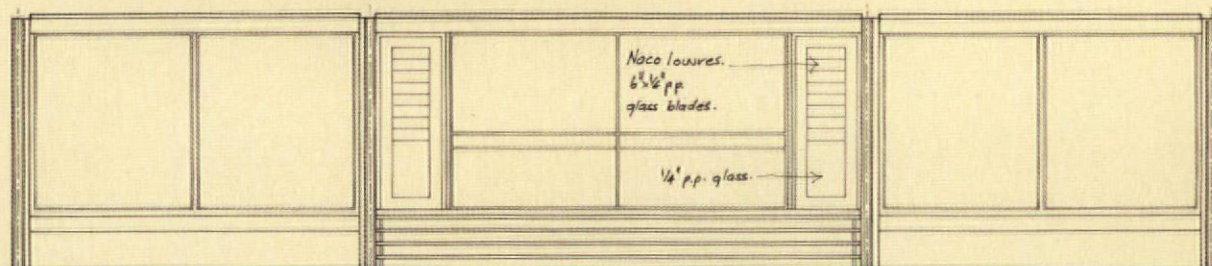 Naco louvres.
6"x¼" p.p.
glass blades.
¼" p.p. glass.